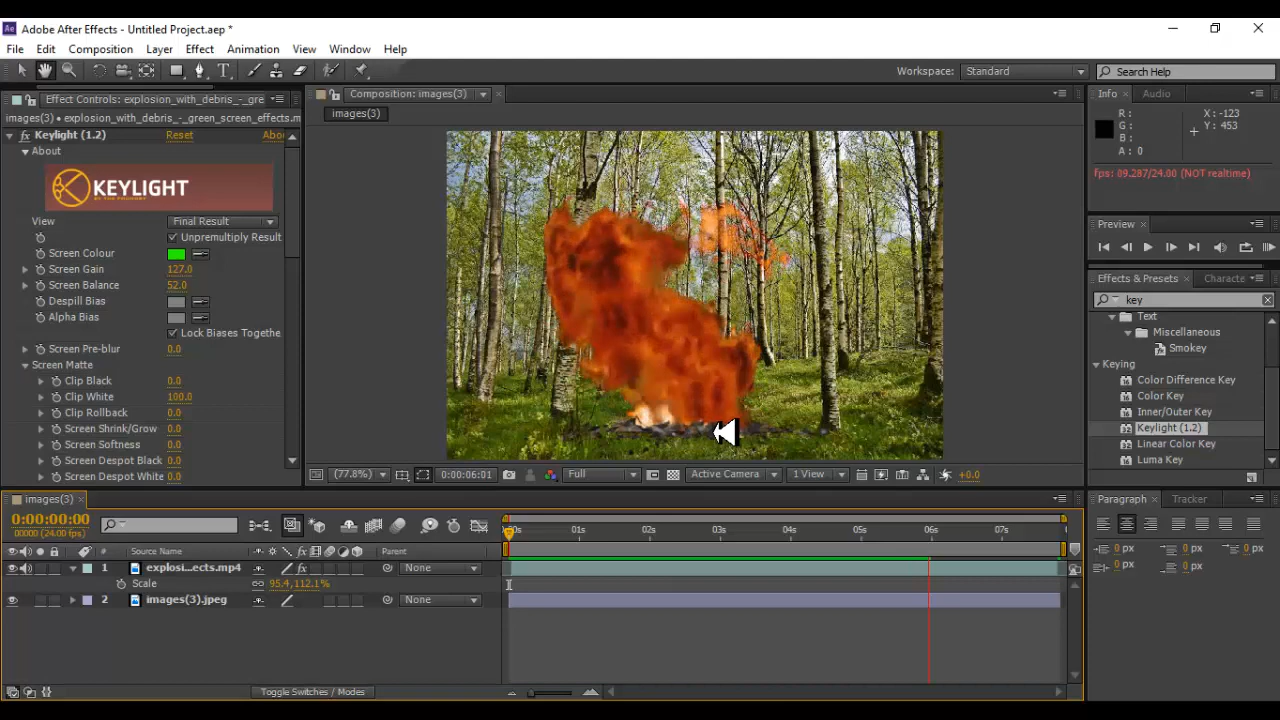 Adobe After Effects - Untitled Project.aep *
File Edit Composition Layer Effect Animation View Window Help
Workspace: Standard Search Help
Effect Controls: explosion_with_debris_-_gre
images(3) • explosion_with_debris_-_green_screen_effects.m
Keylight (1.2) Reset Abou
About
KEYLIGHT
BY THE FOUNDRY
View Final Result
Unpremultiply Result
Screen Colour
Screen Gain 127.0
Screen Balance 52.0
Despill Bias
Alpha Bias
Lock Biases Togethe
Screen Pre-blur 0.0
Screen Matte
Clip Black 0.0
Clip White 100.0
Clip Rollback 0.0
Screen Shrink/Grow 0.0
Screen Softness 0.0
Screen Despot Black 0.0
Screen Despot White 0.0
Composition: images(3)
images(3)
(77.8%) 0:00:06:01 Full Active Camera 1 View +0.0
Info Audio
R : X : -123
G : Y : 453
B :
A : 0
fps: 09.287/24.00 (NOT realtime)
Preview
Effects & Presets Characte
key
Text
Miscellaneous
Smokey
Keying
Color Difference Key
Color Key
Inner/Outer Key
Keylight (1.2)
Linear Color Key
Luma Key
images(3)
0:00:00:00
00000 (24.00 fps)
# Source Name Parent
1 explosi...ects.mp4 fx None
Scale 95.4,112.1%
2 images(3).jpeg None
Toggle Switches / Modes
01s 02s 03s 04s 05s 06s 07s
Paragraph Tracker
0 px 0 px 0 px
0 px 0 px